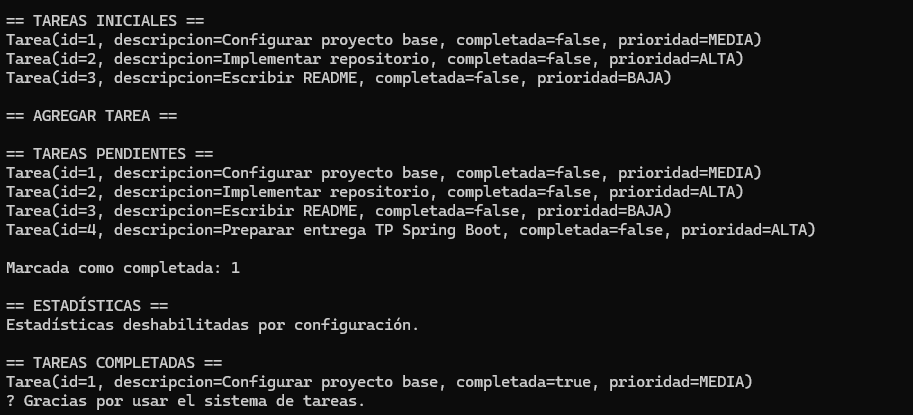 == TAREAS INICIALES ==
Tarea(id=1, descripcion=Configurar proyecto base, completada=false, prioridad=MEDIA)
Tarea(id=2, descripcion=Implementar repositorio, completada=false, prioridad=ALTA)
Tarea(id=3, descripcion=Escribir README, completada=false, prioridad=BAJA)

== AGREGAR TAREA ==

== TAREAS PENDIENTES ==
Tarea(id=1, descripcion=Configurar proyecto base, completada=false, prioridad=MEDIA)
Tarea(id=2, descripcion=Implementar repositorio, completada=false, prioridad=ALTA)
Tarea(id=3, descripcion=Escribir README, completada=false, prioridad=BAJA)
Tarea(id=4, descripcion=Preparar entrega TP Spring Boot, completada=false, prioridad=ALTA)

Marcada como completada: 1

== ESTADÍSTICAS ==
Estadísticas deshabilitadas por configuración.

== TAREAS COMPLETADAS ==
Tarea(id=1, descripcion=Configurar proyecto base, completada=true, prioridad=MEDIA)
? Gracias por usar el sistema de tareas.